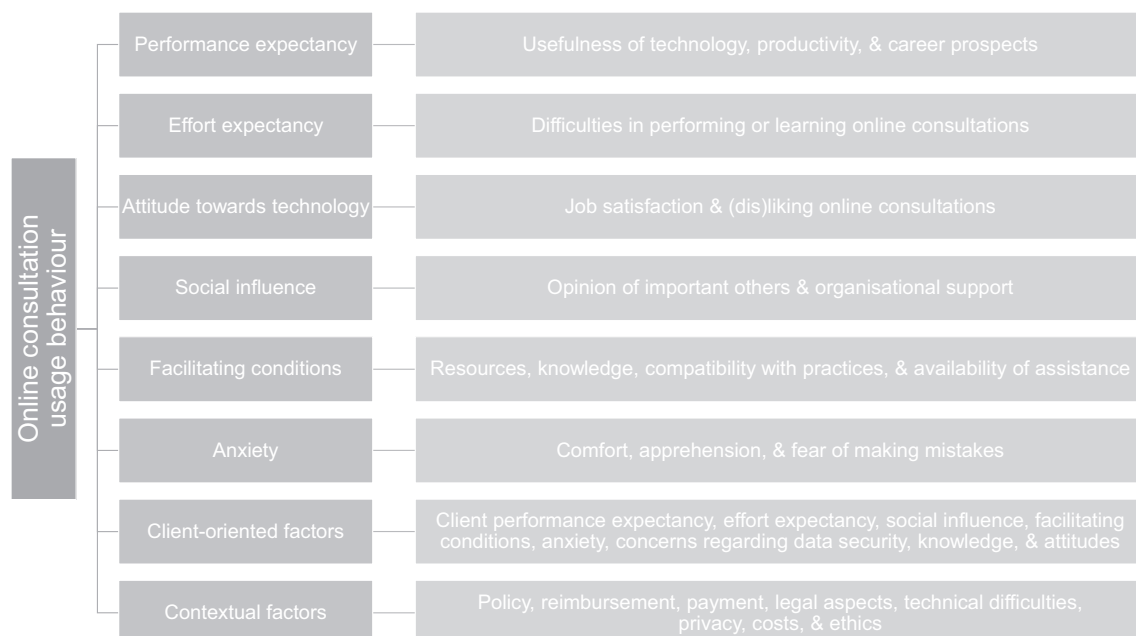 Online consultation
usage behaviour
Performance expectancy
Usefulness of technology, productivity, & career prospects
Effort expectancy
Difficulties in performing or learning online consultations
Attitude towards technology
Job satisfaction & (dis)liking online consultations
Social influence
Opinion of important others & organisational support
Facilitating conditions
Resources, knowledge, compatibility with practices, & availability of assistance
Anxiety
Comfort, apprehension, & fear of making mistakes
Client-oriented factors
Client performance expectancy, effort expectancy, social influence, facilitating
conditions, anxiety, concerns regarding data security, knowledge, & attitudes
Contextual factors
Policy, reimbursement, payment, legal aspects, technical difficulties,
privacy, costs, & ethics